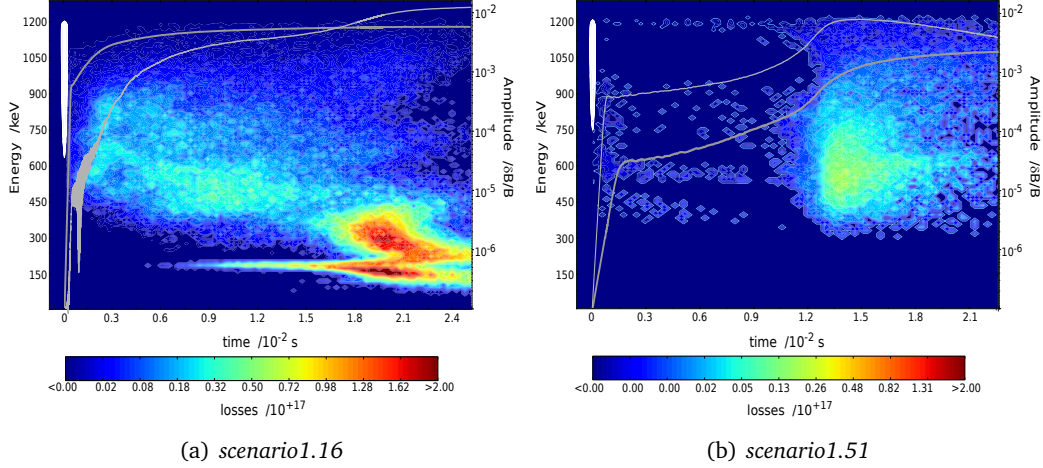 1200
1050
900
750
600
450
300
150
Energy /keV
10-2
10-3
10-4
10-5
10-6
Amplitude /δB/B
0 0.3 0.6 0.9 1.2 1.5 1.8 2.1 2.4
time /10-2 s
<0.00 0.02 0.08 0.18 0.32 0.50 0.72 0.98 1.28 1.62 >2.00
losses /10+17
(a) scenario1.16
1200
1050
900
750
600
450
300
150
Energy /keV
10-2
10-3
10-4
10-5
10-6
Amplitude /δB/B
0 0.3 0.6 0.9 1.2 1.5 1.8 2.1
time /10-2 s
<0.00 0.00 0.00 0.02 0.05 0.13 0.26 0.48 0.82 1.31 >2.00
losses /10+17
(b) scenario1.51